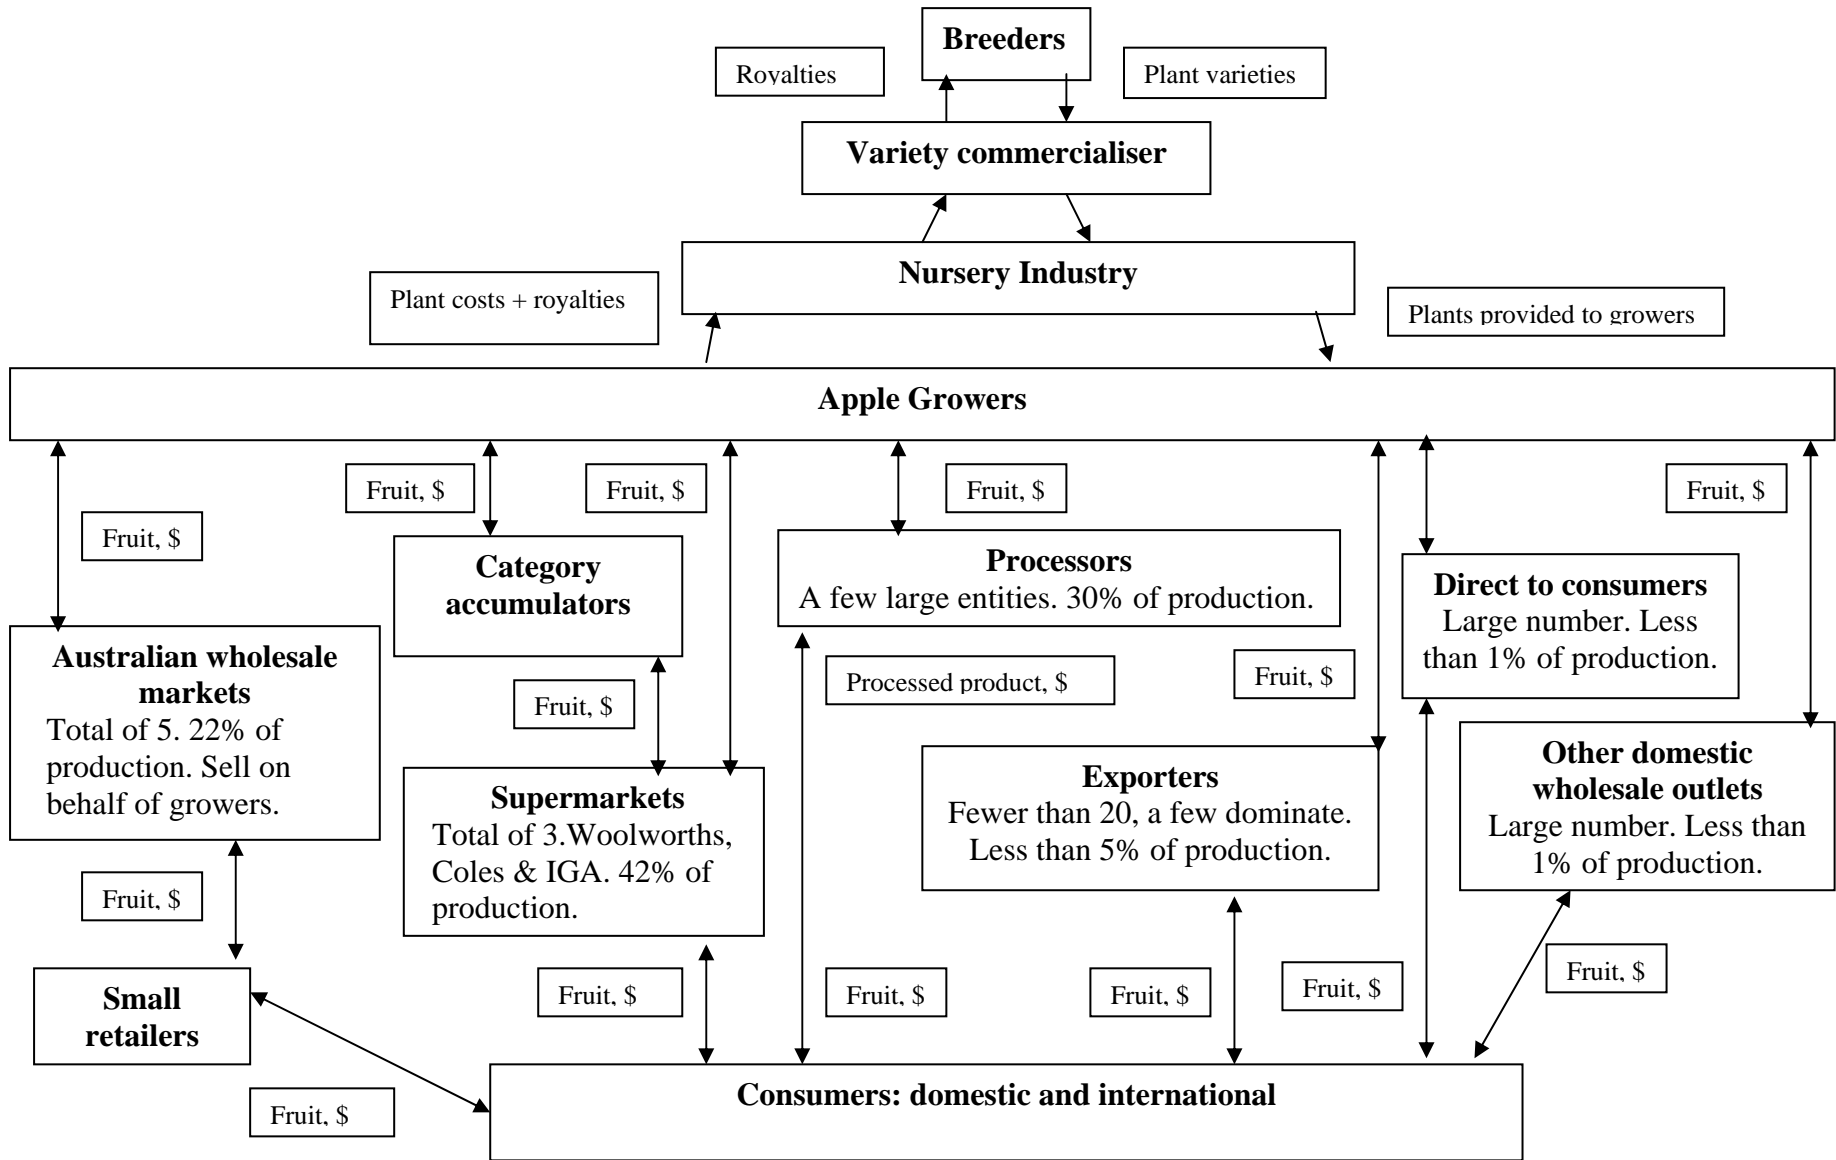 Breeders
Royalties
Plant varieties
Variety commercialiser
Nursery Industry
Plant costs + royalties
Plants provided to growers
Apple Growers
Fruit, $
Fruit, $
Fruit, $
Fruit, $
Fruit, $
Category
accumulators
Processors
A few large entities. 30% of production.
Direct to consumers
Large number. Less
than 1% of production.
Australian wholesale
markets
Total of 5. 22% of
production. Sell on
behalf of growers.
Fruit, $
Processed product, $
Fruit, $
Supermarkets
Total of 3.Woolworths,
Coles & IGA. 42% of
production.
Exporters
Fewer than 20, a few dominate.
Less than 5% of production.
Other domestic
wholesale outlets
Large number. Less than
1% of production.
Fruit, $
Fruit, $
Fruit, $
Fruit, $
Fruit, $
Fruit, $
Small
retailers
Fruit, $
Consumers: domestic and international